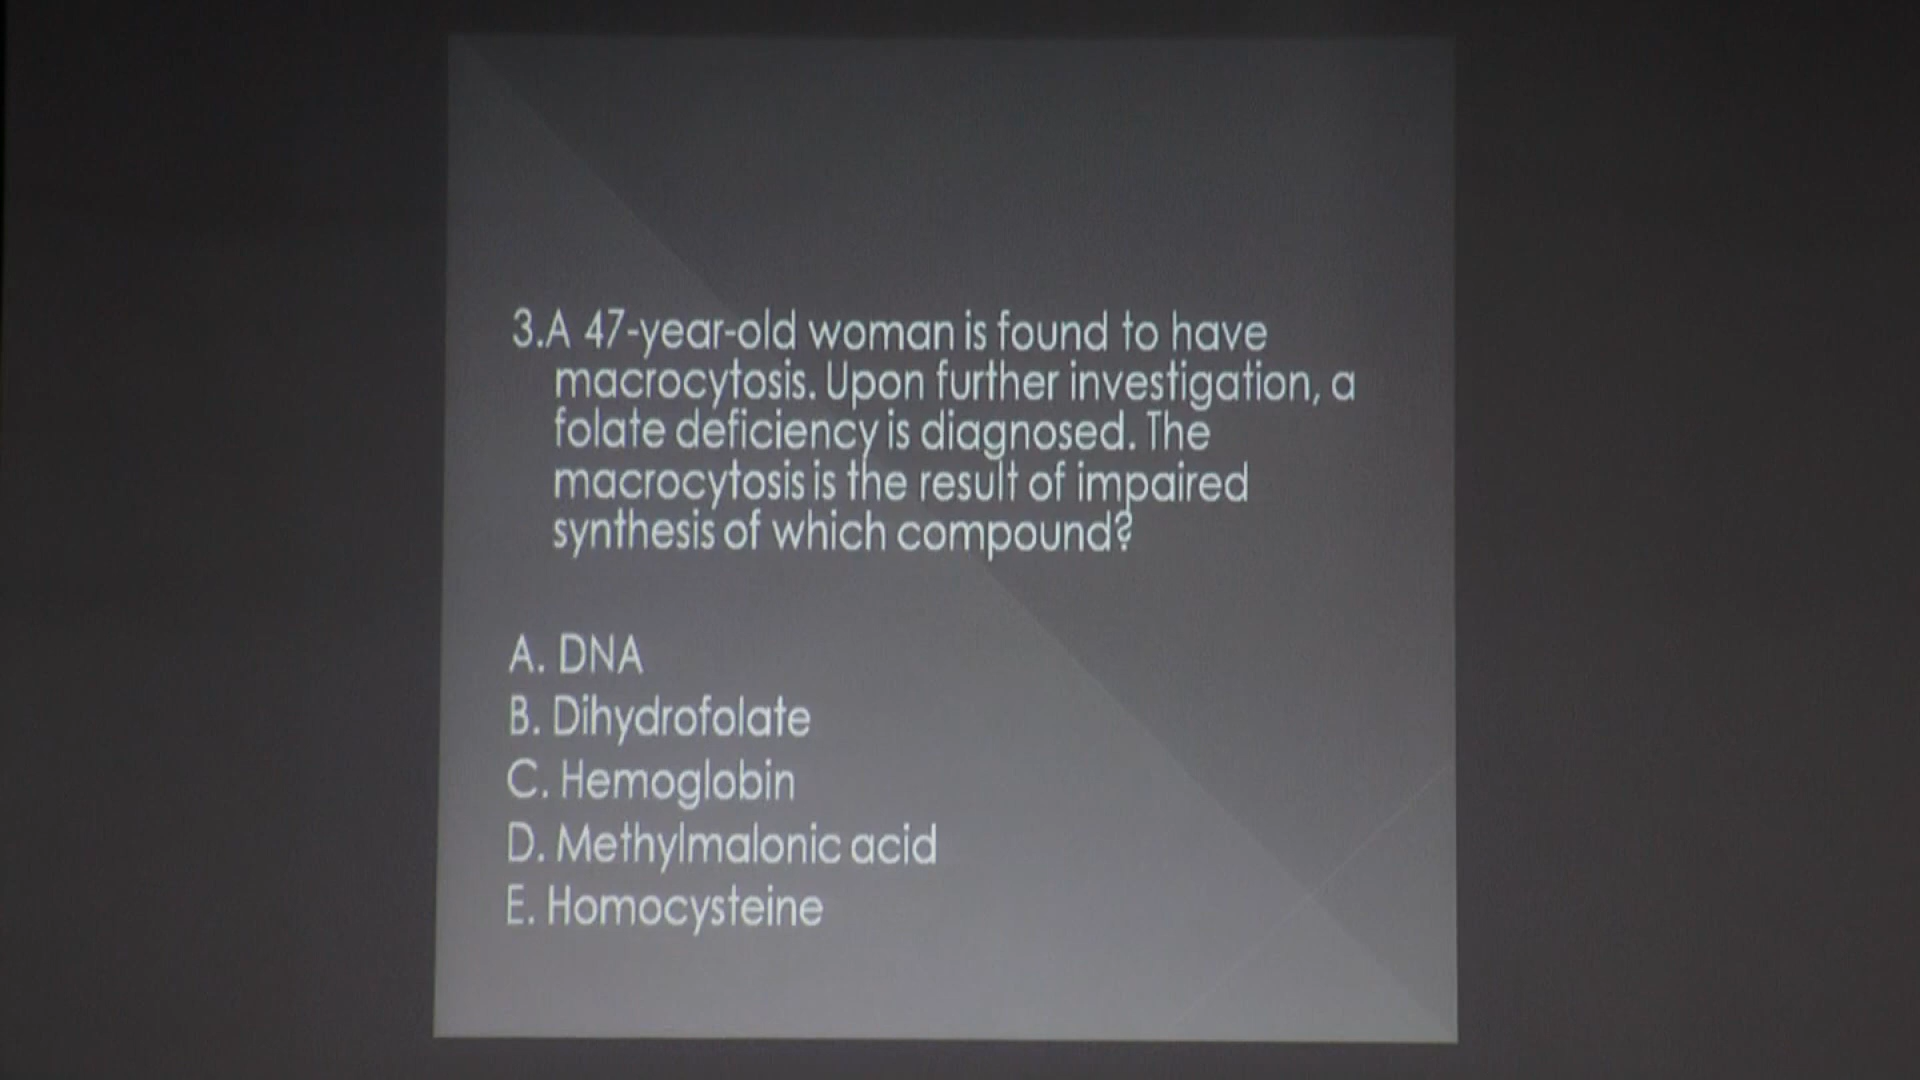 3.A 47-year-old woman is found to have
macrocytosis. Upon further investigation, a
folate deficiency is diagnosed. The
macrocytosis is the result of impaired
synthesis of which compound?
A. DNA
B. Dihydrofolate
C. Hemoglobin
D. Methylmalonic acid
E. Homocysteine